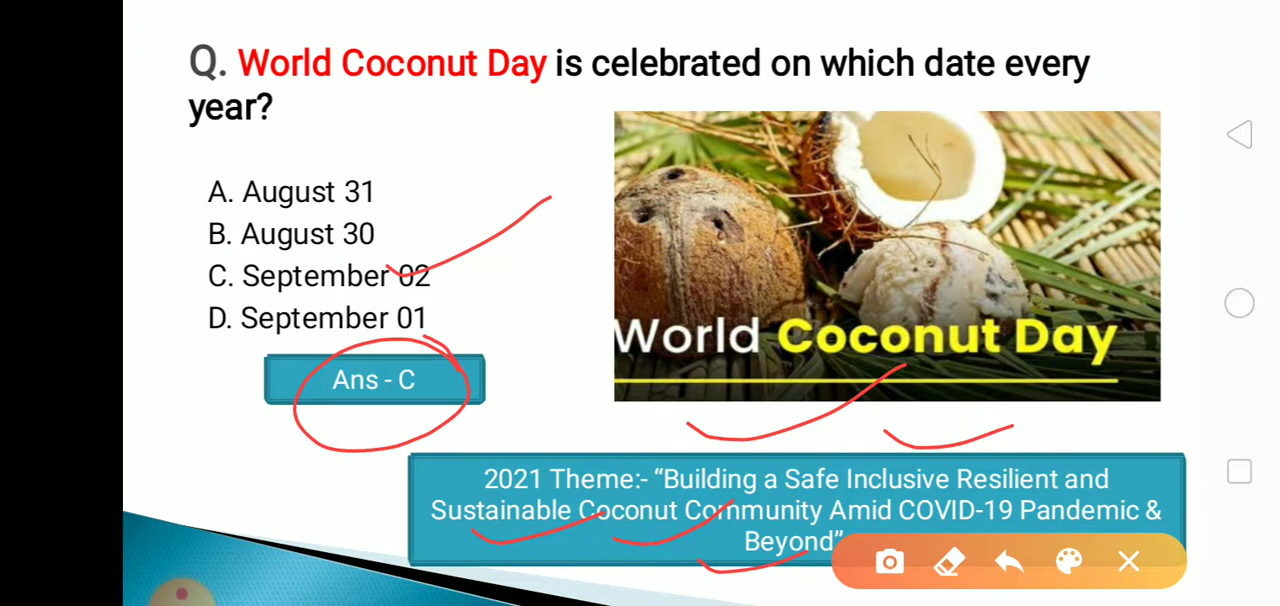 Q. World Coconut Day is celebrated on which date every
year?
A. August 31
B. August 30
C. September 02
D. September 01
Ans - C
World Coconut Day
2021 Theme:- “Building a Safe Inclusive Resilient and
Sustainable Coconut Community Amid COVID-19 Pandemic &
Beyond”